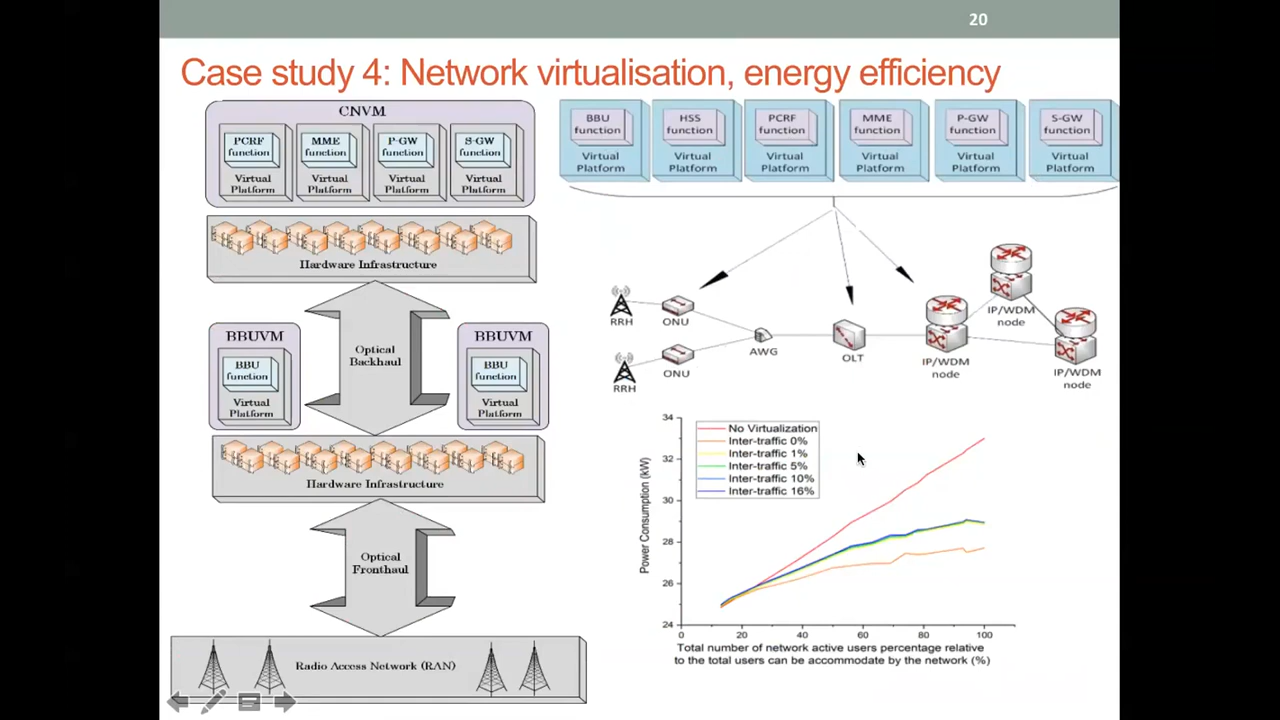 20
Case study 4: Network virtualisation, energy efficiency
CNVM
PCRF
function
Virtual
Platform
MME
function
Virtual
Platform
P-GW
function
Virtual
Platform
S-GW
function
Virtual
Platform
Hardware Infrastructure
BBUVM
BBU
function
Virtual
Platform
Optical
Backhaul
BBUVM
BBU
function
Virtual
Platform
Hardware Infrastructure
Optical
Fronthaul
Radio Access Network (RAN)
BBU
function
Virtual
Platform
HSS
function
Virtual
Platform
PCRF
function
Virtual
Platform
MME
function
Virtual
Platform
P-GW
function
Virtual
Platform
S-GW
function
Virtual
Platform
RRH
ONU
RRH
ONU
AWG
OLT
IP/WDM
node
IP/WDM
node
IP/WDM
node
Power Consumption (kW)
34
32
30
28
26
24
No Virtualization
Inter-traffic 0%
Inter-traffic 1%
Inter-traffic 5%
Inter-traffic 10%
Inter-traffic 16%
0 20 40 60 80 100
Total number of network active users percentage relative
to the total users can be accommodate by the network (%)